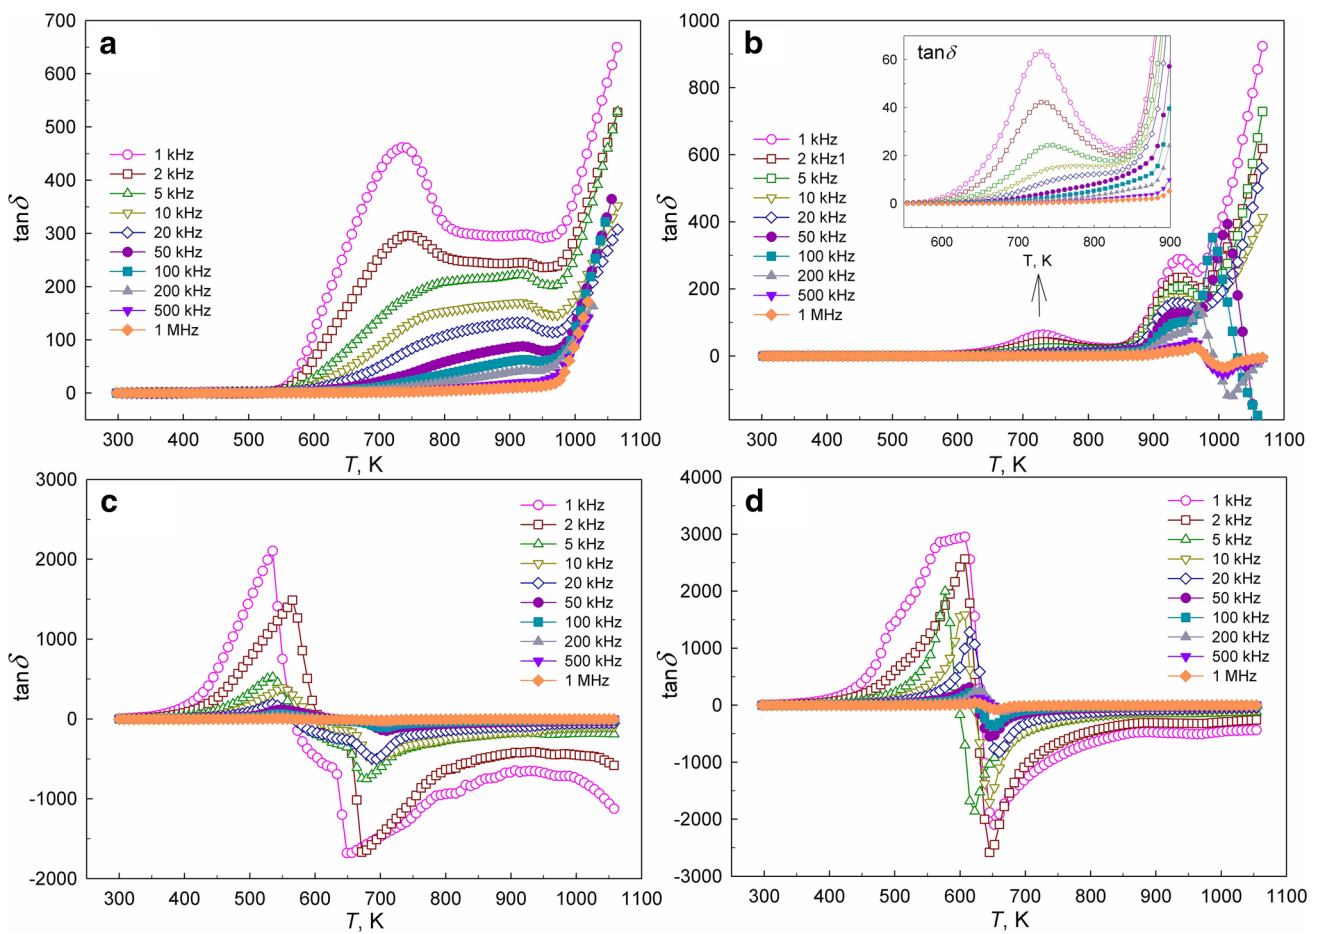 a
700
600
500
400
300
200
100
0
tanδ
1 kHz
2 kHz
5 kHz
10 kHz
20 kHz
50 kHz
100 kHz
200 kHz
500 kHz
1 MHz
300 400 500 600 700 800 900 1000 1100
T, K
b
1000
800
600
400
200
0
tanδ
1 kHz
2 kHz1
5 kHz
10 kHz
20 kHz
50 kHz
100 kHz
200 kHz
500 kHz
1 MHz
tanδ
60
40
20
0
600 700 800 900
T, K
300 400 500 600 700 800 900 1000 1100
T, K
c
3000
2000
1000
0
-1000
-2000
tanδ
1 kHz
2 kHz
5 kHz
10 kHz
20 kHz
50 kHz
100 kHz
200 kHz
500 kHz
1 MHz
300 400 500 600 700 800 900 1000 1100
T, K
d
4000
3000
2000
1000
0
-1000
-2000
-3000
tanδ
1 kHz
2 kHz
5 kHz
10 kHz
20 kHz
50 kHz
100 kHz
200 kHz
500 kHz
1 MHz
300 400 500 600 700 800 900 1000 1100
T, K